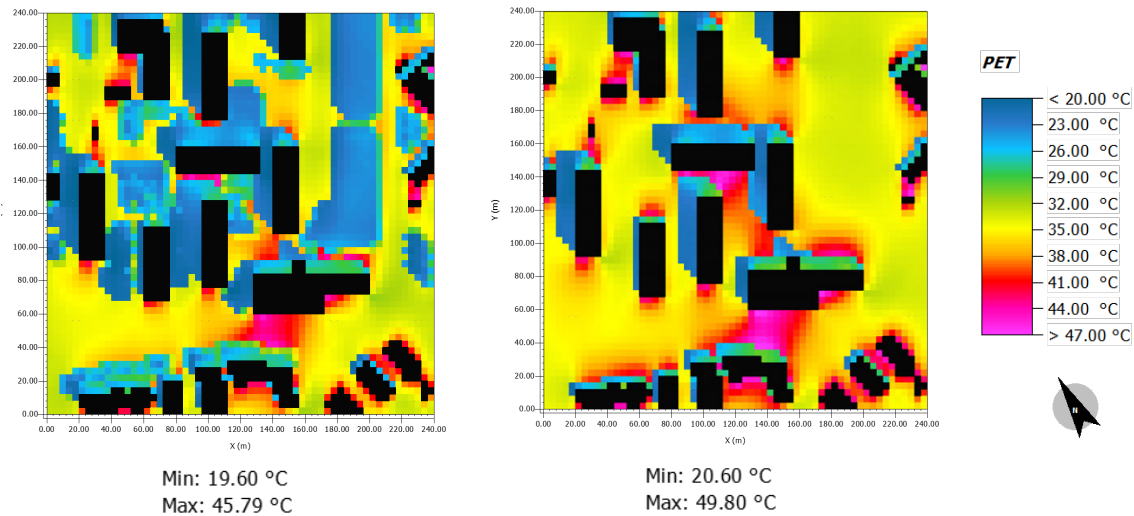 240.00
220.00
200.00
180.00
160.00
140.00
120.00
100.00
80.00
60.00
40.00
20.00
0.00
0.00 20.00 40.00 60.00 80.00 100.00 120.00 140.00 160.00 180.00 200.00 220.00 240.00
X (m)
Min: 19.60 °C
Max: 45.79 °C
240.00
220.00
200.00
180.00
160.00
140.00
120.00
100.00
80.00
60.00
40.00
20.00
0.00
Y (m)
0.00 20.00 40.00 60.00 80.00 100.00 120.00 140.00 160.00 180.00 200.00 220.00 240.00
X (m)
Min: 20.60 °C
Max: 49.80 °C
PET
< 20.00 °C
23.00 °C
26.00 °C
29.00 °C
32.00 °C
35.00 °C
38.00 °C
41.00 °C
44.00 °C
> 47.00 °C
N